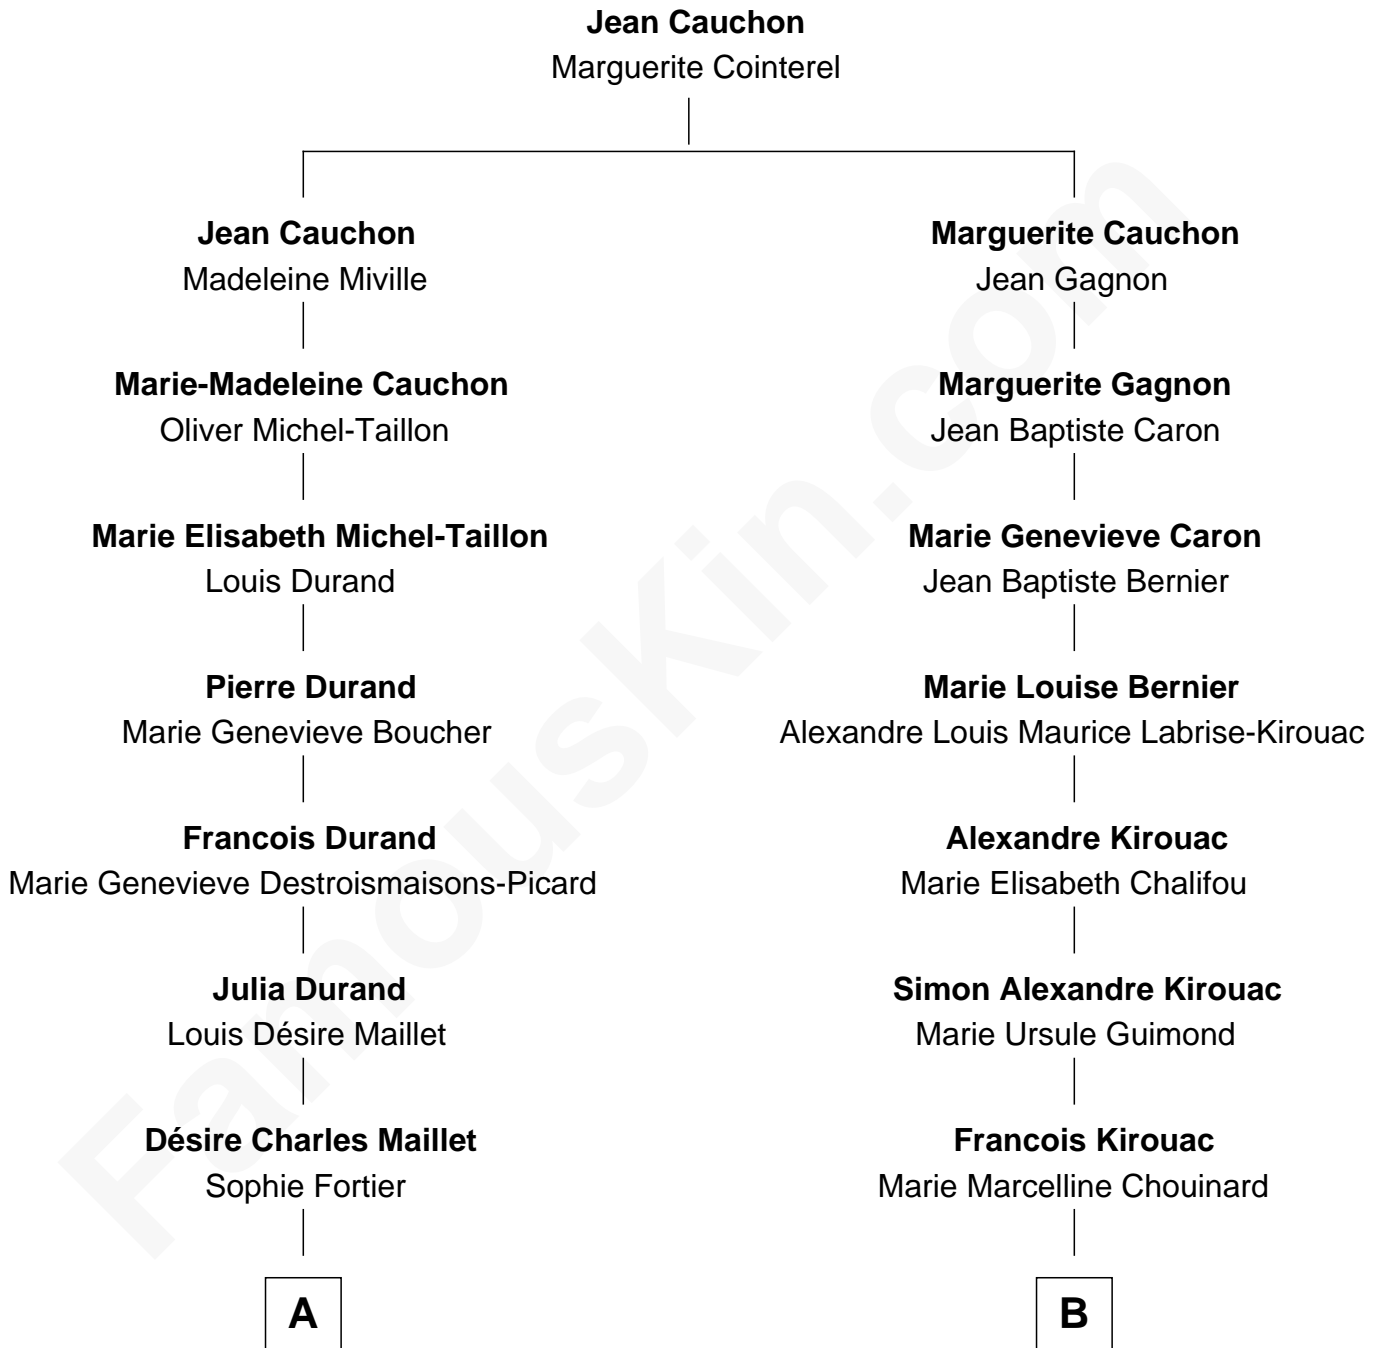 Jean Cauchon
Marguerite Cointerel
Jean Cauchon
Madeleine Miville
Marguerite Cauchon
Jean Gagnon
Marie-Madeleine Cauchon
Oliver Michel-Taillon
Marguerite Gagnon
Jean Baptiste Caron
Marie Elisabeth Michel-Taillon
Louis Durand
Marie Genevieve Caron
Jean Baptiste Bernier
Pierre Durand
Marie Genevieve Boucher
Marie Louise Bernier
Alexandre Louis Maurice Labrise-Kirouac
Francois Durand
Marie Genevieve Destroismaisons-Picard
Alexandre Kirouac
Marie Elisabeth Chalifou
Julia Durand
Louis Désire Maillet
Simon Alexandre Kirouac
Marie Ursule Guimond
Désire Charles Maillet
Sophie Fortier
Francois Kirouac
Marie Marcelline Chouinard
A
B
FamousKin.com